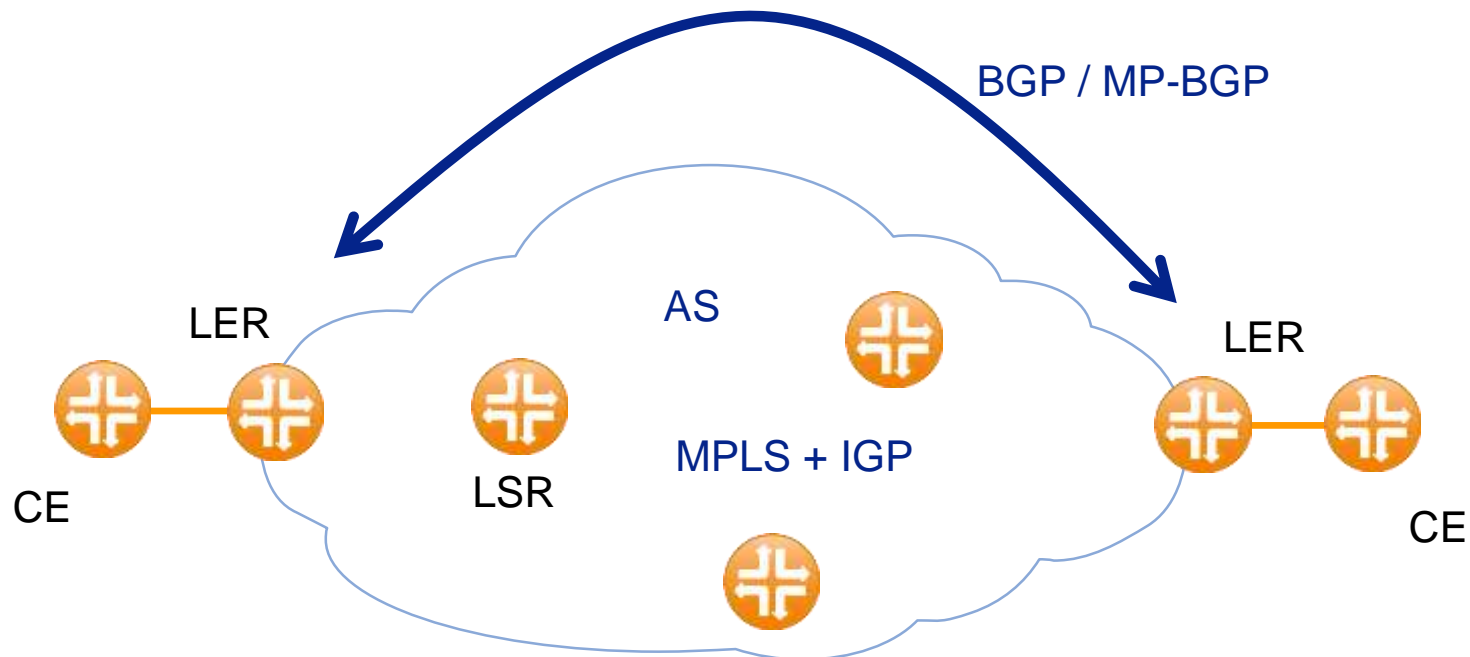 BGP / MP-BGP
AS
LER
LER
MPLS + IGP
LSR
CE
CE